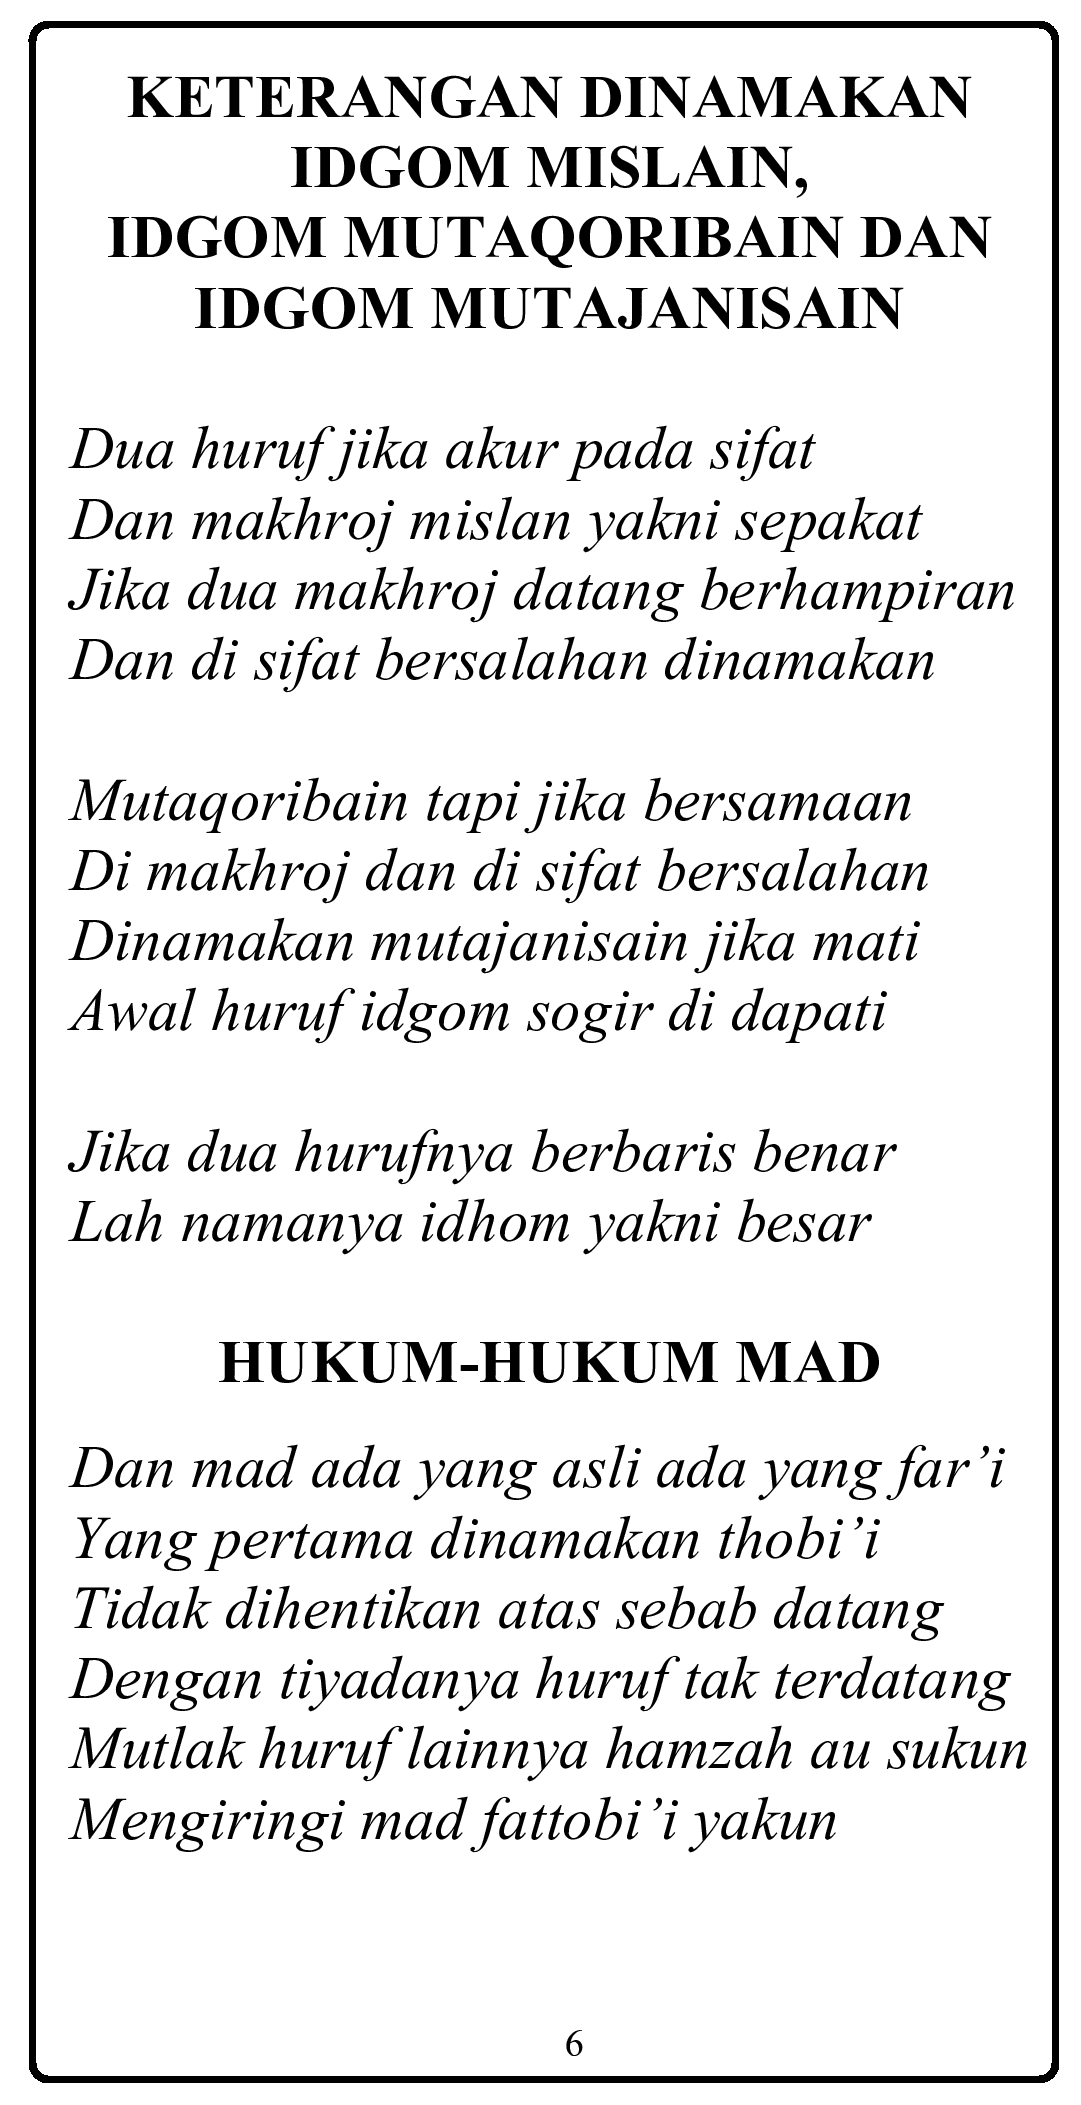 KETERANGAN DINAMAKAN
IDGOM MISLAIN,
IDGOM MUTAQORIBAIN DAN
IDGOM MUTAJANISAIN
Dua huruf jika akur pada sifat
Dan makhroj mislan yakni sepakat
Jika dua makhroj datang berhampiran
Dan di sifat bersalahan dinamakan
Mutaqoribain tapi jika bersamaan
Di makhroj dan di sifat bersalahan
Dinamakan mutajanisain jika mati
Awal huruf idgom sogir di dapati
Jika dua hurufnya berbaris benar
Lah namanya idhom yakni besar
HUKUM-HUKUM MAD
Dan mad ada yang asli ada yang far’i
Yang pertama dinamakan thobi’i
Tidak dihentikan atas sebab datang
Dengan tiyadanya huruf tak terdatang
Mutlak huruf lainnya hamzah au sukun
Mengiringi mad fattobi’i yakun
6